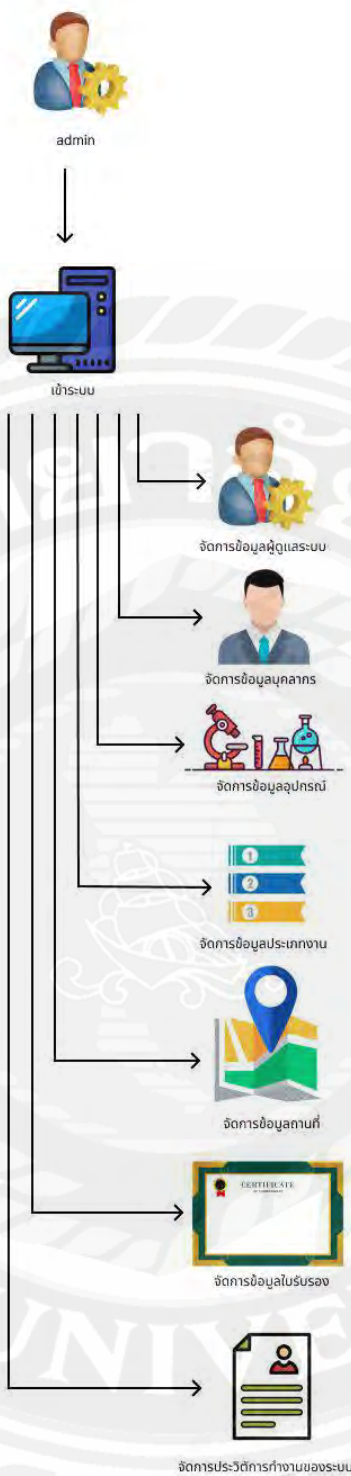 admin
เข้าระบบ
จัดการข้อมูลผู้ดูแลระบบ
จัดการข้อมูลบุคลากร
จัดการข้อมูลอุปกรณ์
1
2
3
จัดการข้อมูลประเภทงาน
จัดการข้อมูลถานที่
CERTIFICATE
จัดการข้อมูลใบรับรอง
จัดการประวิติการทำงานของระบบ